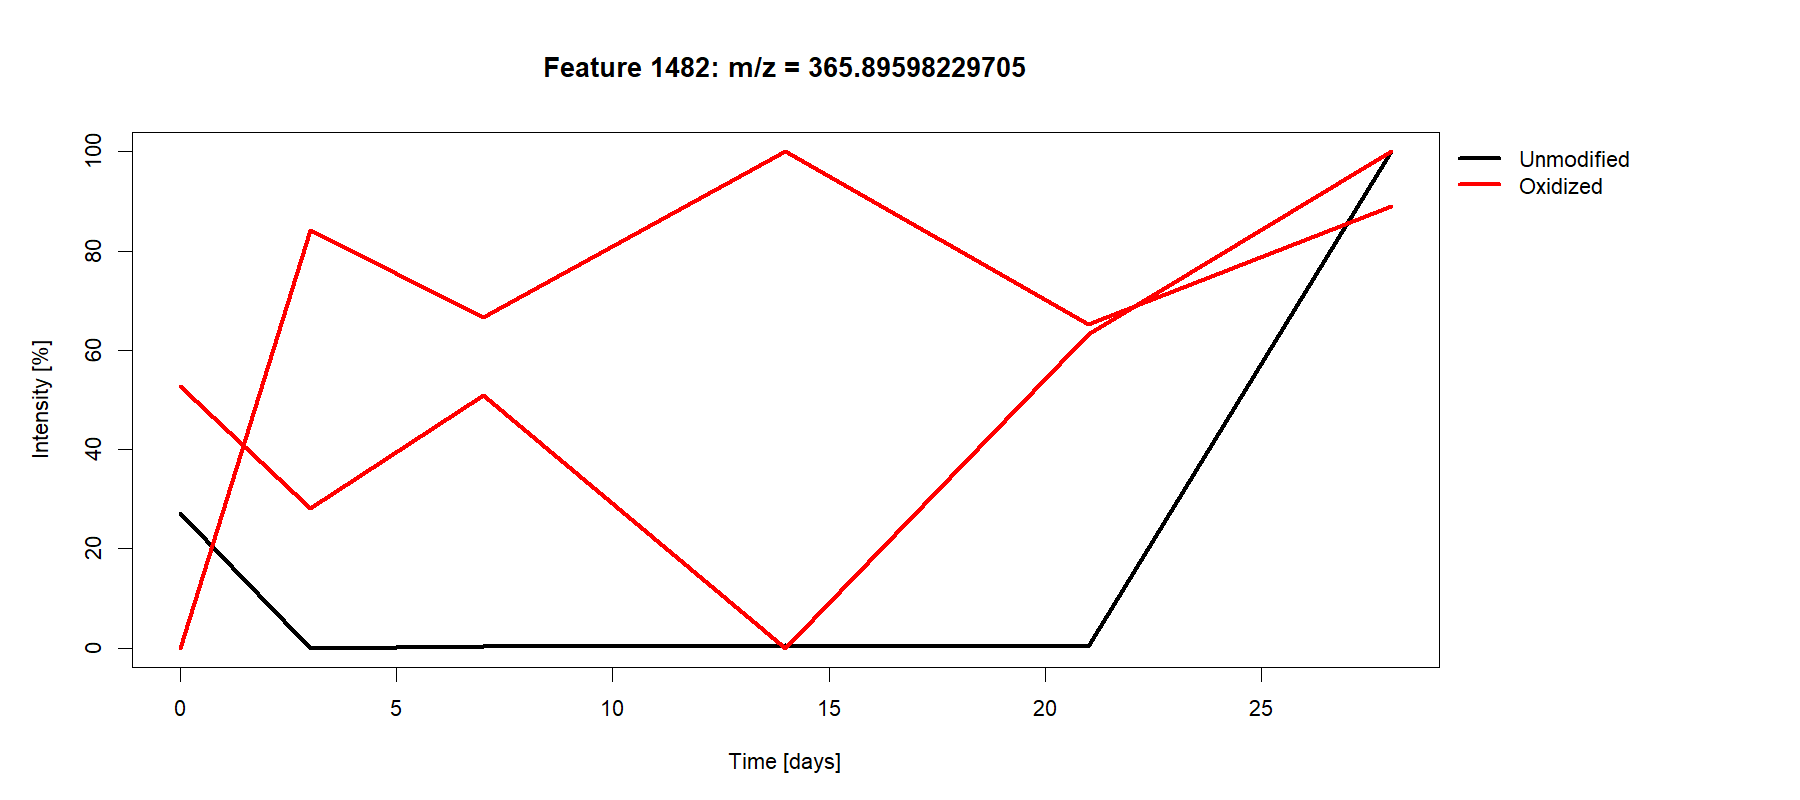 Feature 1482: m/z = 365.89598229705
Unmodified
Oxidized
Intensity [%]
100
80
60
40
20
0
0 5 10 15 20 25
Time [days]